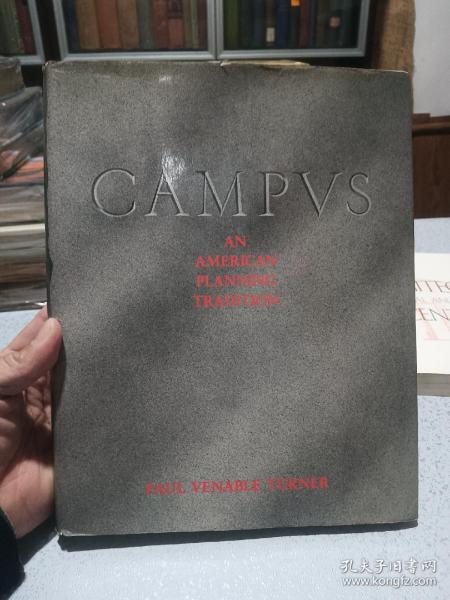 CAMPVS
AN
AMERICAN
PLANNING
TRADITION
PAUL VENABLE TURNER
孔夫子旧书网
www.kongfz.com